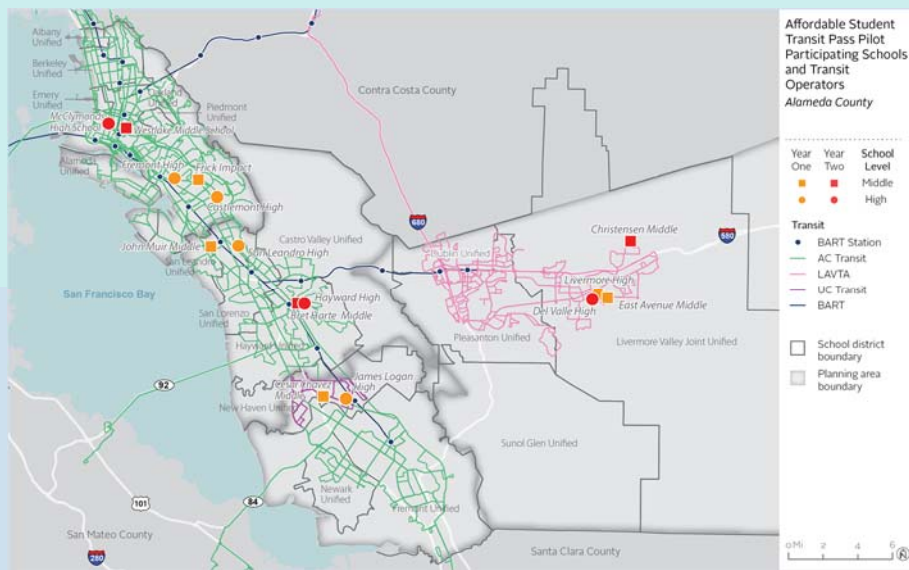 Affordable Student
Transit Pass Pilot
Participating Schools
and Transit
Operators
Alameda County
Year
One
Year
Two
School
Level
Middle
High
Transit
BART Station
AC Transit
LAVTA
UC Transit
BART
School district
boundary
Planning area
boundary
0 Mi 2 4 6
N
Albany
Unified
Berkeley
Unified
Emery
Unified
Oakland
Unified
Piedmont
Unified
Contra Costa County
McClymonds
High School
Westlake Middle School
Alameda
Unified
Fremont High
Frick Impact
Castlemont High
John Muir Middle
San Leandro High
San Leandro
Unified
Castro Valley Unified
680
Dublin Unified
Christensen Middle
580
Livermore High
East Avenue Middle
Del Valle High
San Francisco Bay
San Lorenzo
Unified
Hayward High
Bret Harte Middle
Hayward Unified
Pleasanton
Unified
Livermore Valley Joint Unified
92
Cesar Chavez
Middle
James Logan
High
New Haven Unified
Sunol Glen Unified
Newark
Unified
Fremont Unified
84
101
San Mateo County
280
Santa Clara County